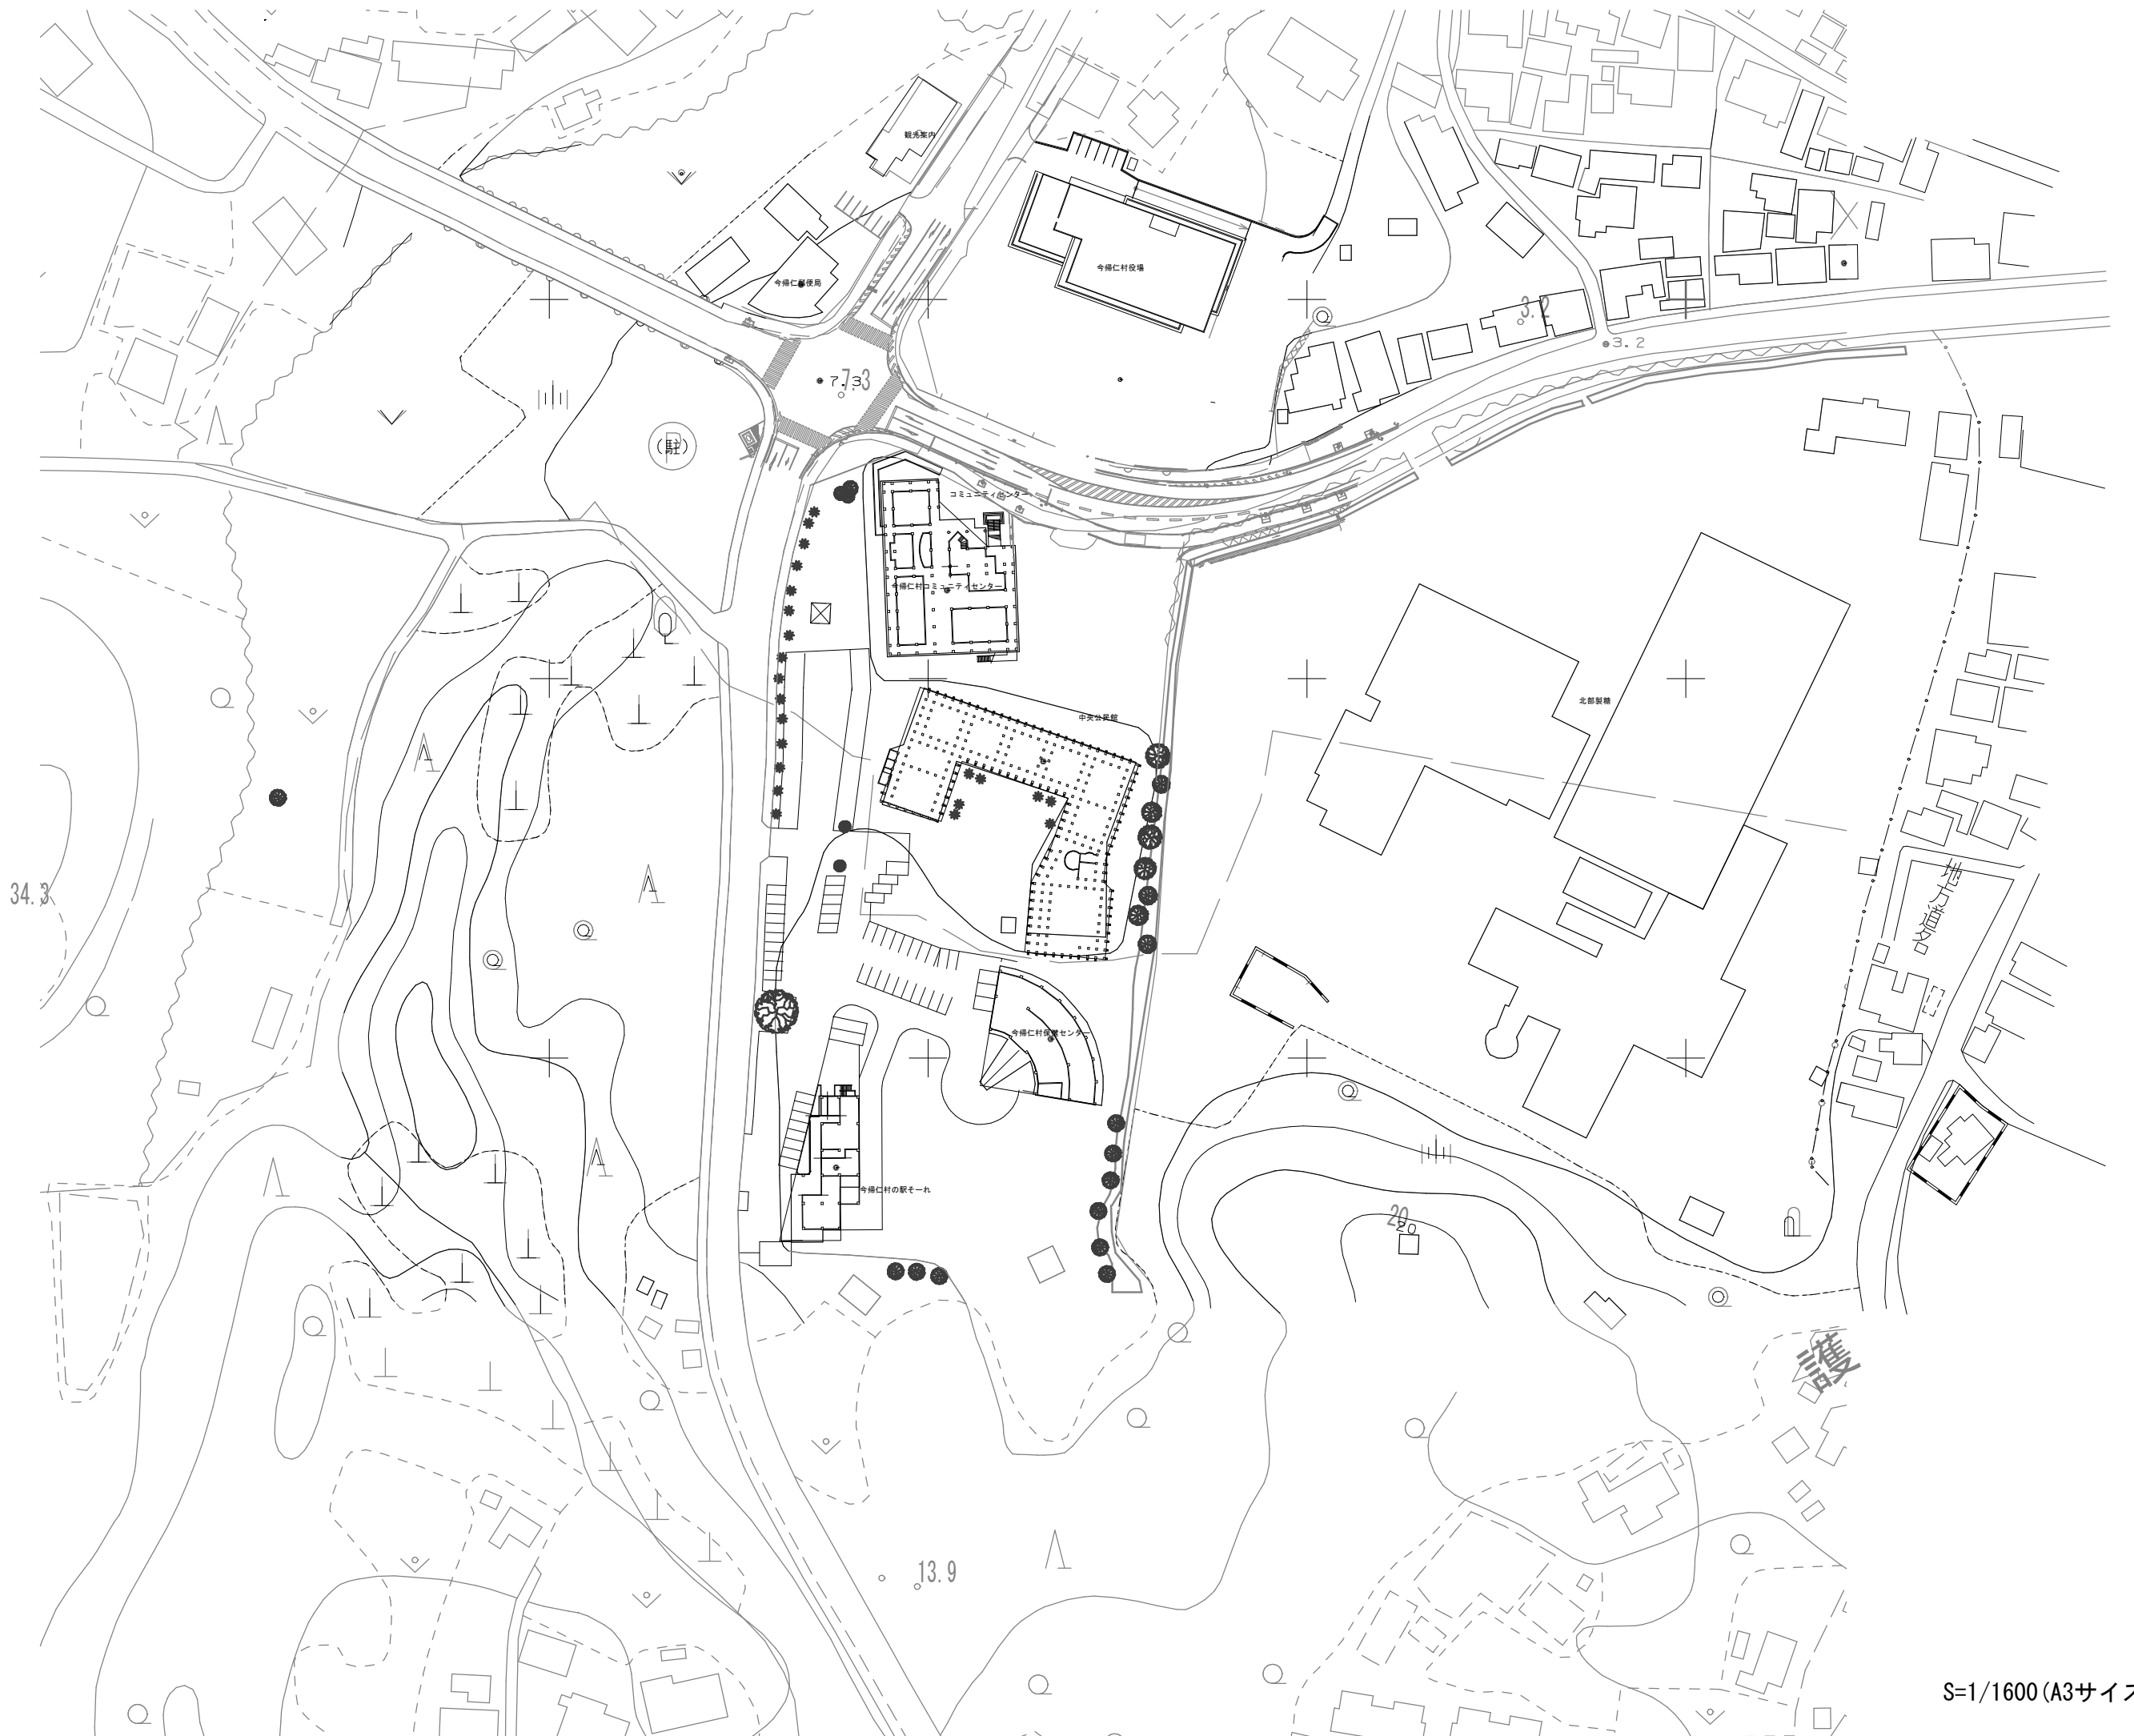 観光案内
今帰仁村役場
今帰仁郵便局
3.2
3.2
7.3
7.3
(駐)
P
コミュニティセンター
今帰仁村コミュニティセンター
北部製糖
中央公民館
34.3
今帰仁村保健センター
今帰仁村の駅そーれ
20
20
護
13.9
S=1/1600(A3サイズ